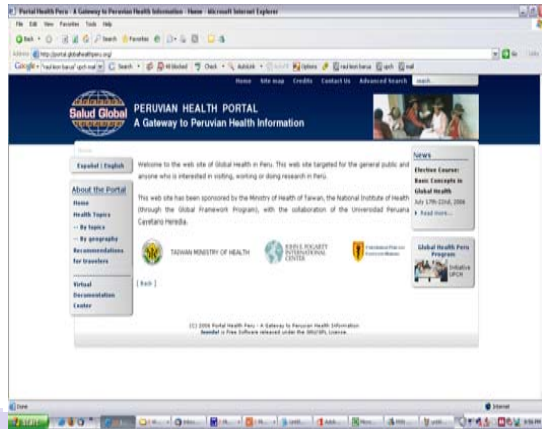 Portal Health Peru - A Gateway to Peruvian Health Information - Home - Microsoft Internet Explorer
File Edit View Favorites Tools Help
Search Favorites
Home Site map Credits Contact Us Advanced Search search...
Salud Global
PERUVIAN HEALTH PORTAL
A Gateway to Peruvian Health Information
Home
Español | English
About the Portal
Home
Health Topics
-- By topics
-- By geography
Recommendations
for travelers
Virtual
Documentation
Center
Welcome to the web site of Global Health in Peru. This web site targeted for the general public and
anyone who is interested in visiting, working or doing research in Perú.
This web site has been sponsored by the Ministry of Health of Taiwan, the National Institute of Health
(through the Global Framework Program), with the collaboration of the Universidad Peruana
Cayetano Heredia.
TAIWAN MINISTRY OF HEALTH
JOHN E. FOGARTY
INTERNATIONAL
CENTER
[ Back ]
News
Elective Course:
Basic Concepts in
Global Health
July 17th-22nd, 2006
Read more...
Global Health Peru
Program
Initiative
UPCH
(C) 2006 Portal Health Peru - A Gateway to Peruvian Health Information
Joomla! is Free Software released under the GNU/GPL License.
Done
Internet
start